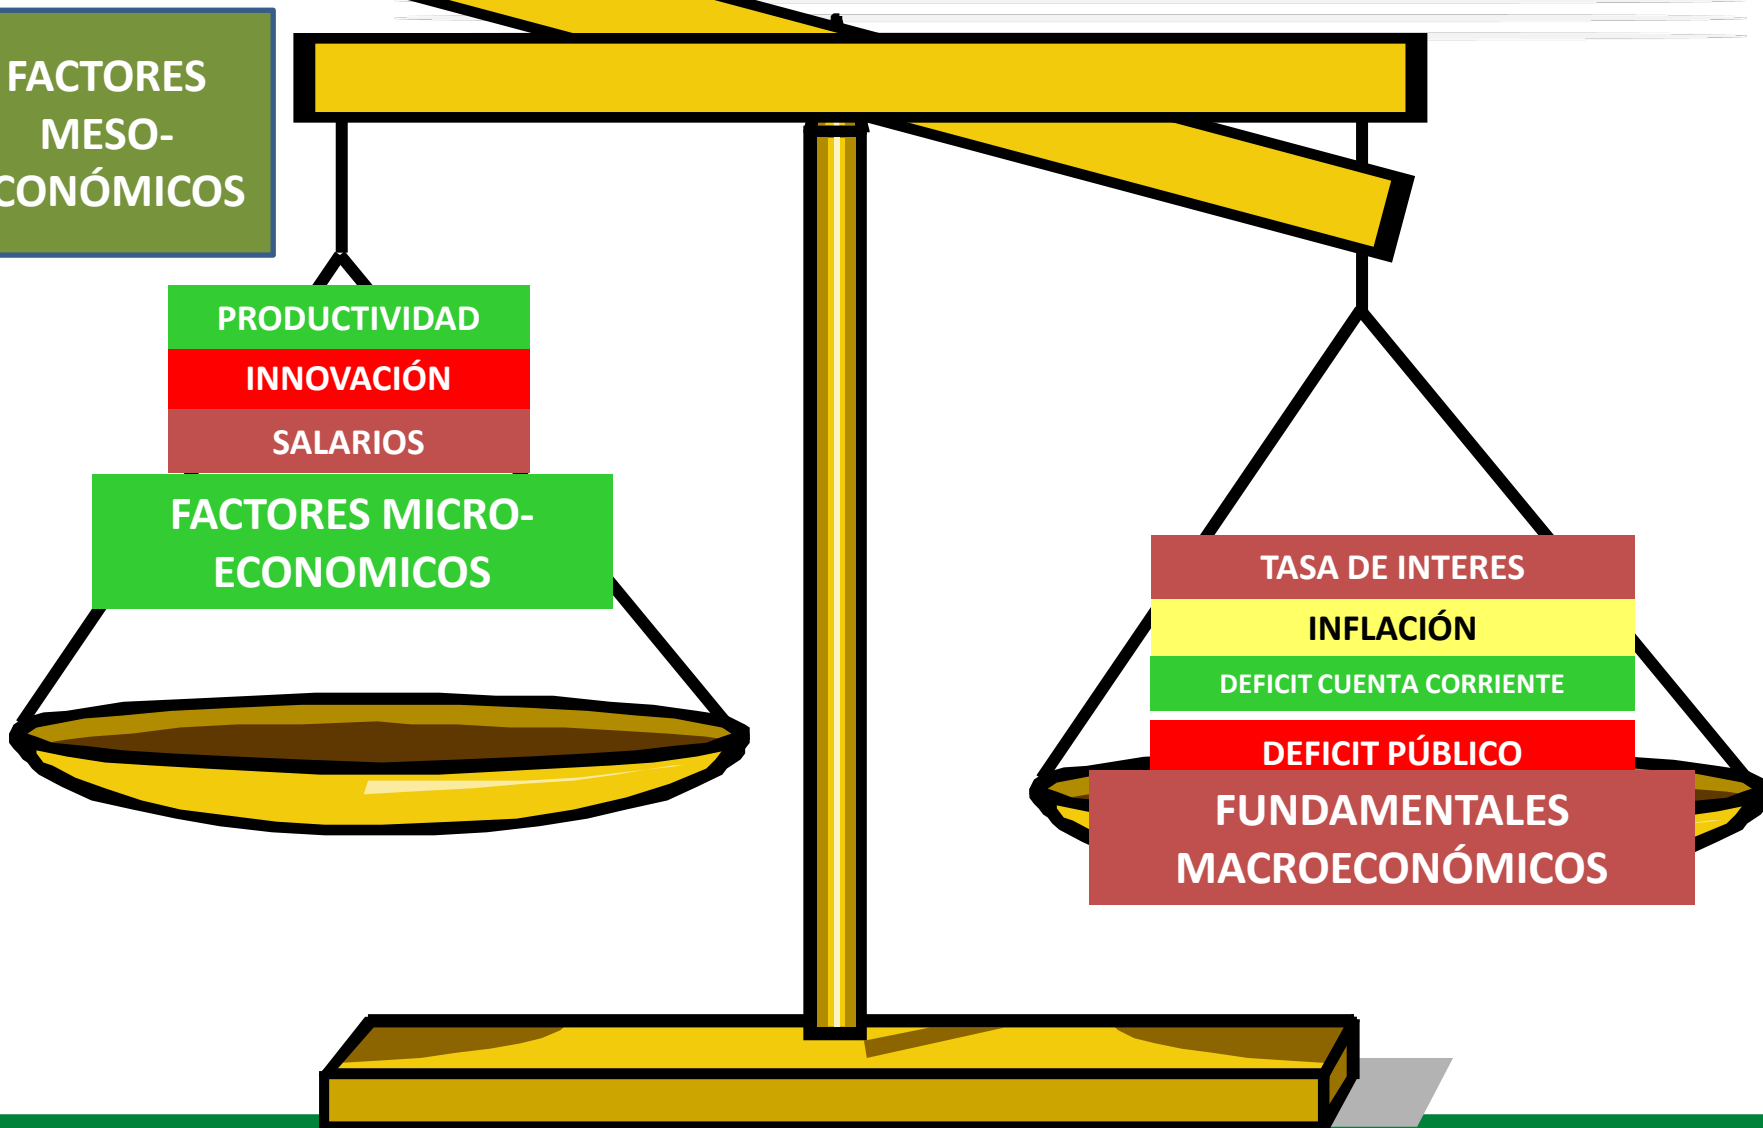 FACTORES
MESO-
CONÓMICOS
PRODUCTIVIDAD
INNOVACIÓN
SALARIOS
FACTORES MICRO-
ECONOMICOS
TASA DE INTERES
INFLACIÓN
DEFICIT CUENTA CORRIENTE
DEFICIT PÚBLICO
FUNDAMENTALES
MACROECONÓMICOS